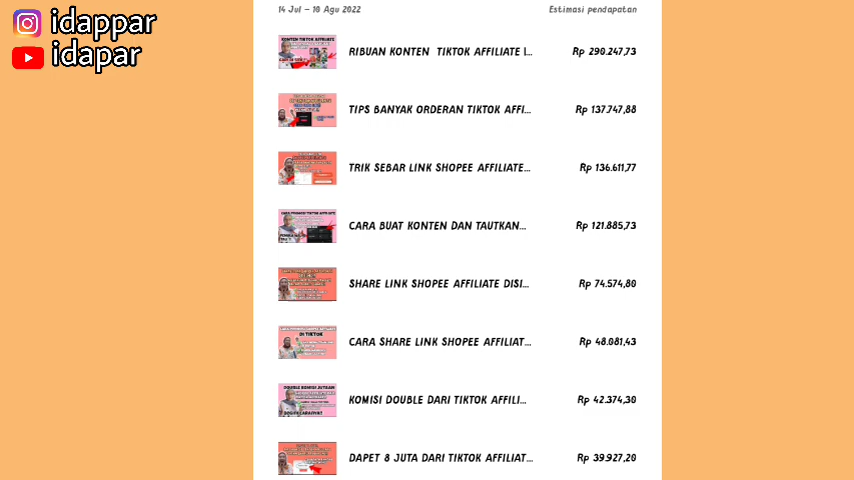 idappar
idapar
14 Jul – 10 Agu 2022 Estimasi pendapatan
RIBUAN KONTEN TIKTOK AFFILIATE I... Rp 290.247,73
TIPS BANYAK ORDERAN TIKTOK AFFI... Rp 137.747,88
TRIK SEBAR LINK SHOPEE AFFILIATE... Rp 136.611,77
CARA BUAT KONTEN DAN TAUTKAN... Rp 121.885,73
SHARE LINK SHOPEE AFFILIATE DISI... Rp 74.574,80
CARA SHARE LINK SHOPEE AFFILIAT... Rp 48.081,43
KOMISI DOUBLE DARI TIKTOK AFFILI... Rp 42.374,30
DAPET 8 JUTA DARI TIKTOK AFFILIAT... Rp 39.927,20